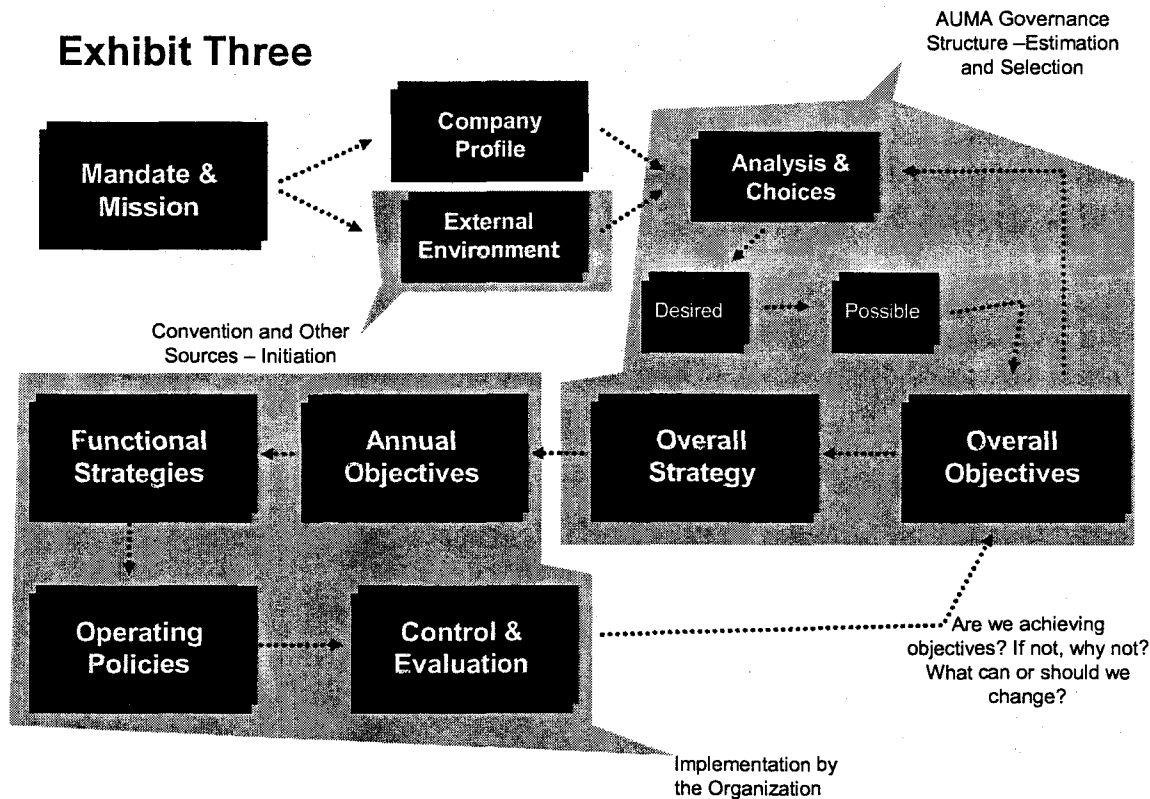 Exhibit Three
AUMA Governance
Structure –Estimation
and Selection
Mandate &
Mission
Company
Profile
External
Environment
Analysis &
Choices
Desired
Possible
Convention and Other
Sources – Initiation
Functional
Strategies
Annual
Objectives
Overall
Strategy
Overall
Objectives
Operating
Policies
Control &
Evaluation
Are we achieving
objectives? If not, why not?
What can or should we
change?
Implementation by
the Organization